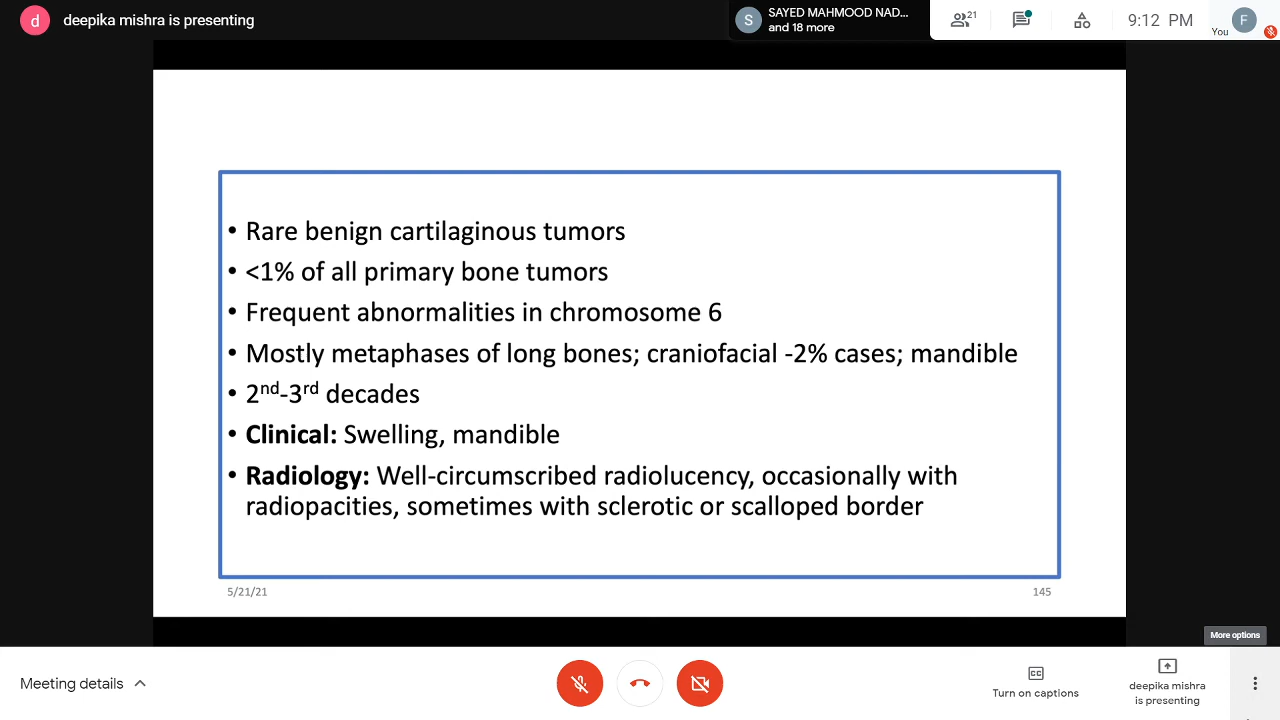 d
deepika mishra is presenting
S
SAYED MAHMOOD NAD...
and 18 more
21
9:12 PM
You
F
• Rare benign cartilaginous tumors
• <1% of all primary bone tumors
• Frequent abnormalities in chromosome 6
• Mostly metaphases of long bones; craniofacial -2% cases; mandible
• 2nd-3rd decades
• Clinical: Swelling, mandible
• Radiology: Well-circumscribed radiolucency, occasionally with
radiopacities, sometimes with sclerotic or scalloped border
5/21/21
145
More options
Meeting details
CC
Turn on captions
deepika mishra
is presenting